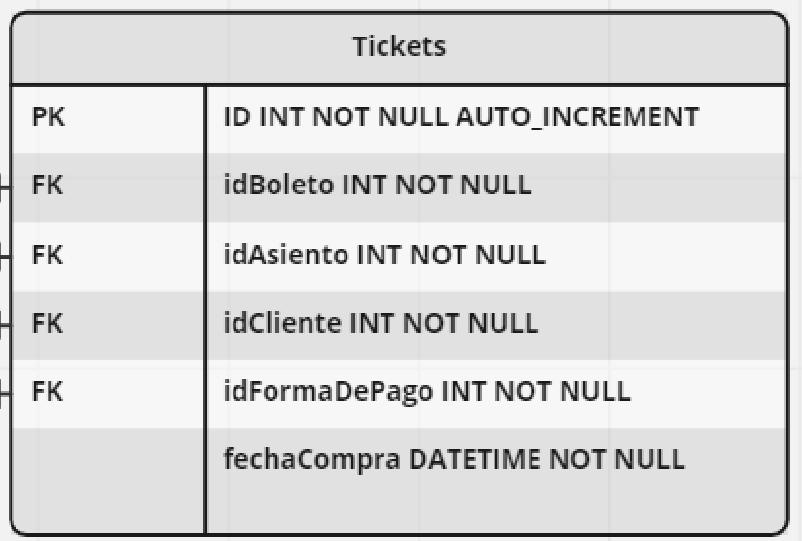 Tickets
PK ID INT NOT NULL AUTO_INCREMENT
FK idBoleto INT NOT NULL
FK idAsiento INT NOT NULL
FK idCliente INT NOT NULL
FK idFormaDePago INT NOT NULL
fechaCompra DATETIME NOT NULL